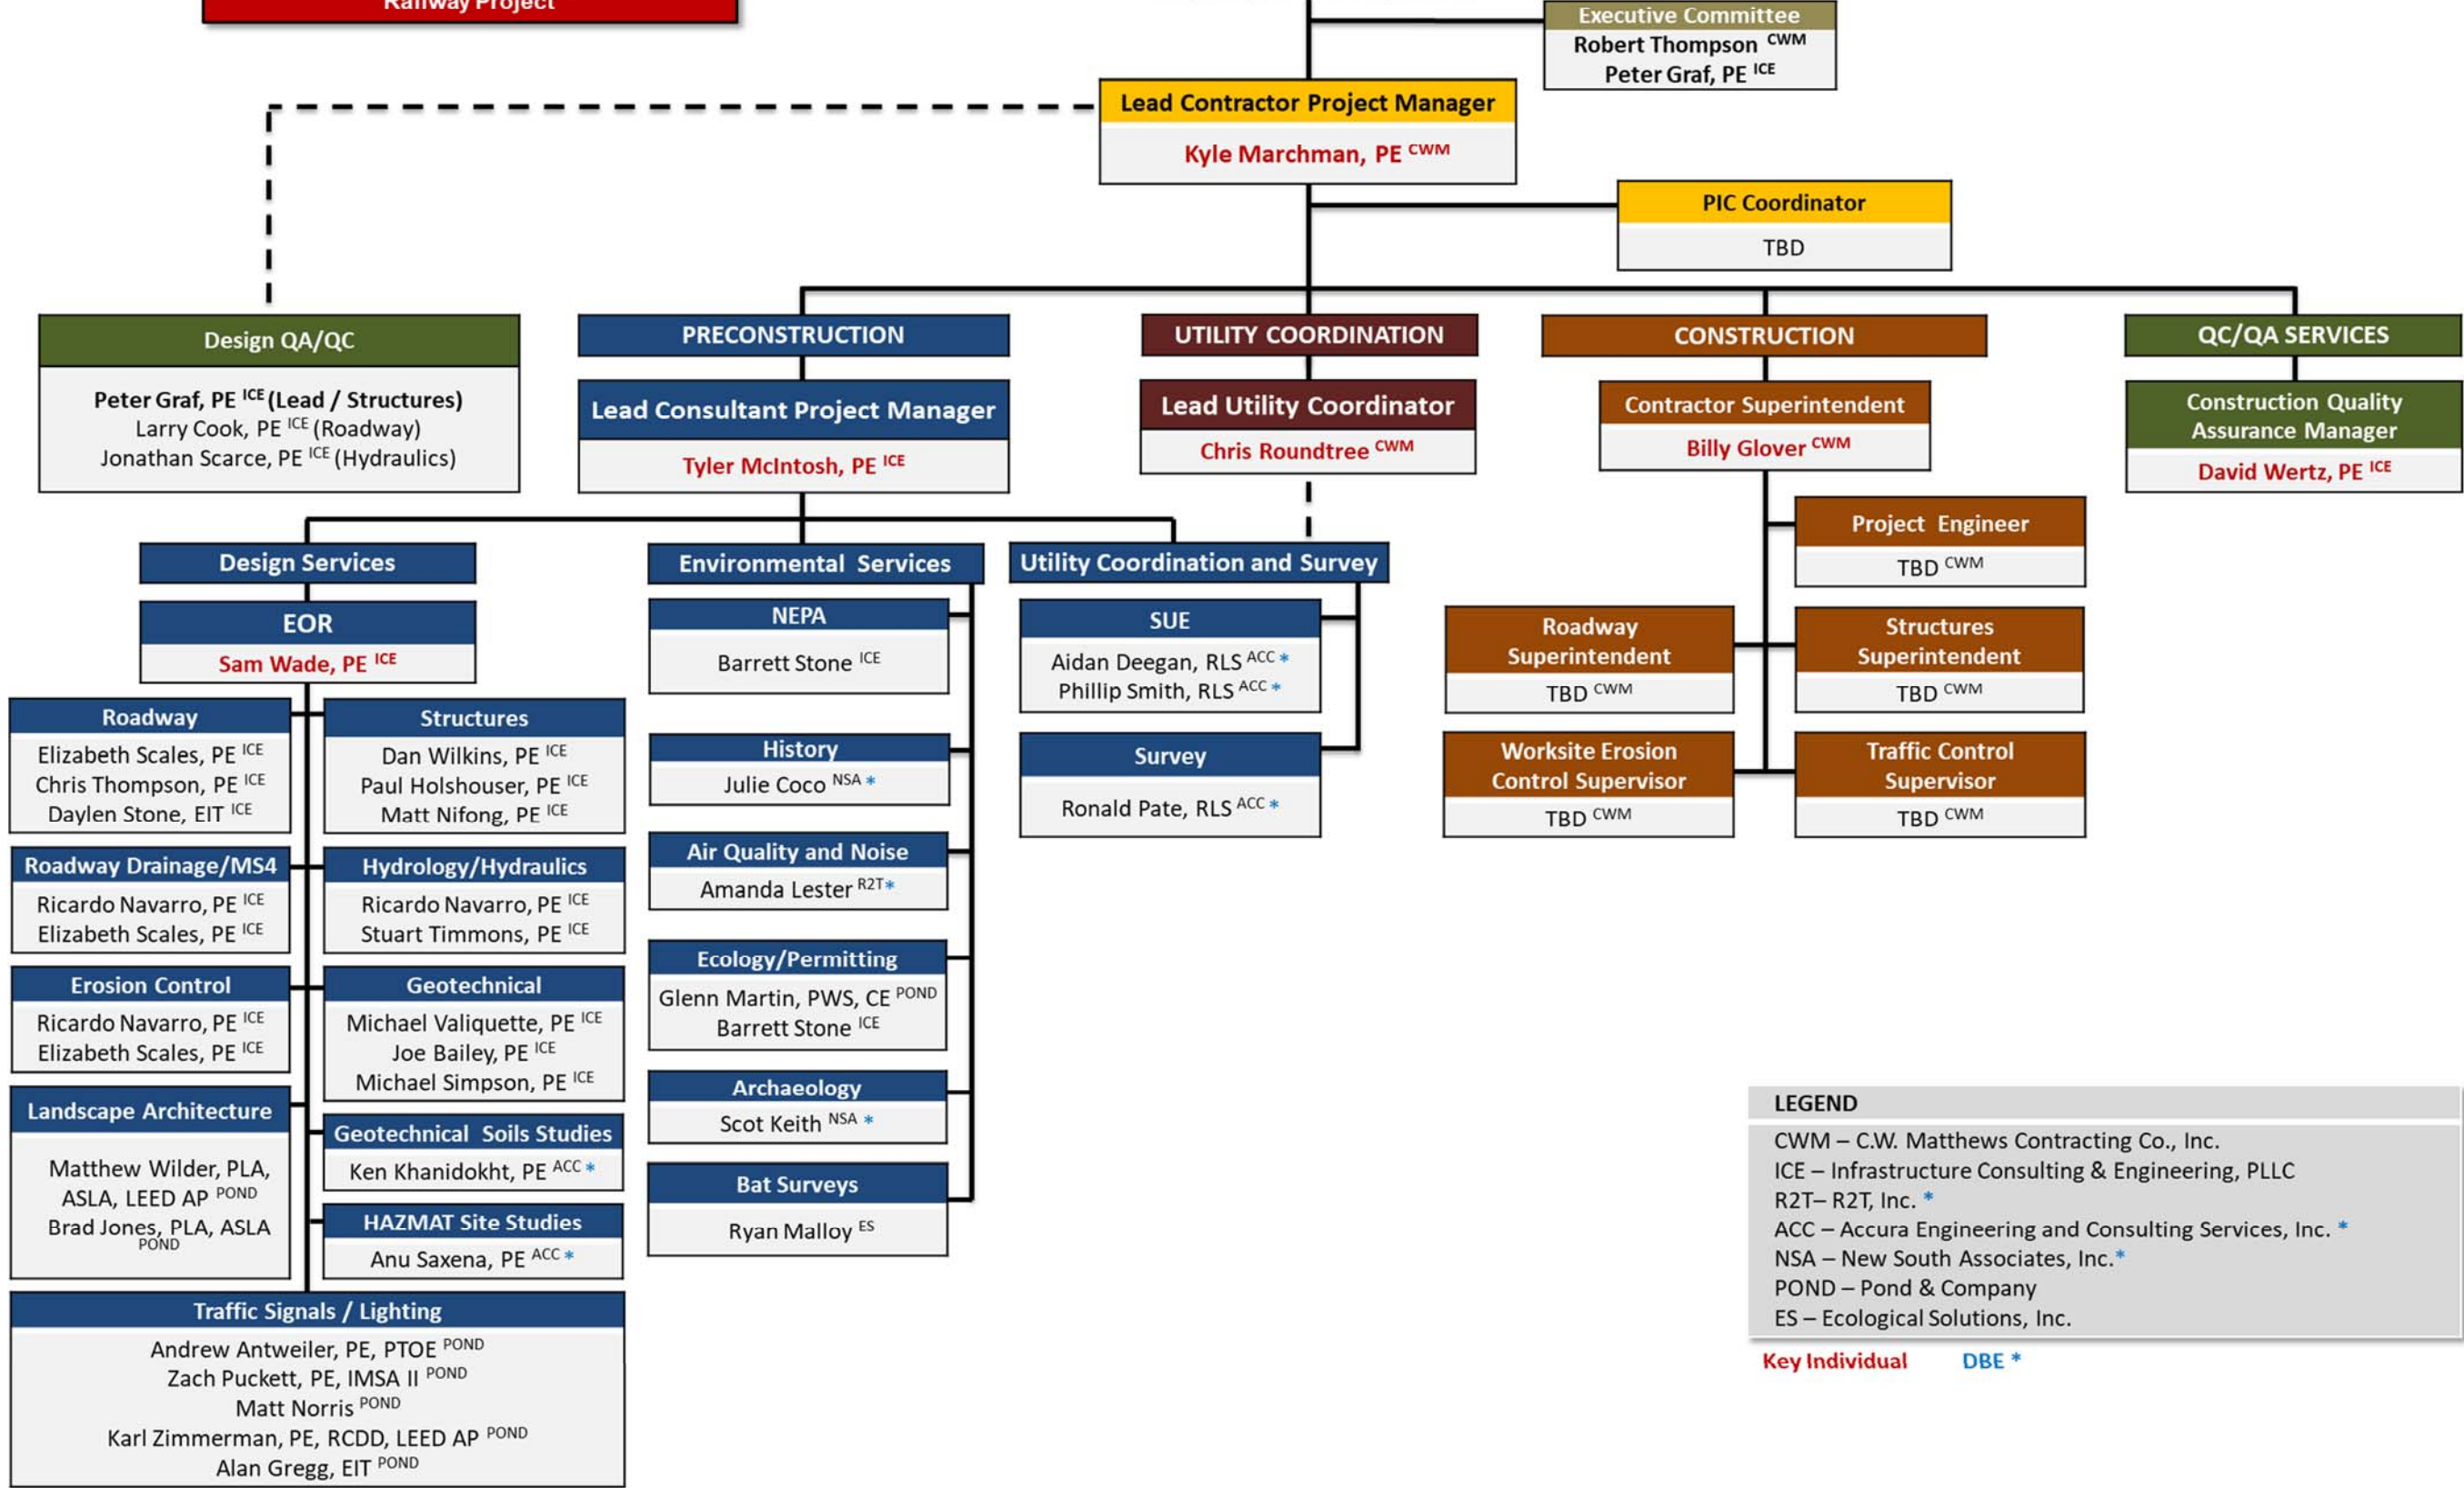 Railway Project
Executive Committee
Robert Thompson CWM
Peter Graf, PE ICE
Lead Contractor Project Manager
Kyle Marchman, PE CWM
PIC Coordinator
TBD
Design QA/QC
Peter Graf, PE ICE (Lead / Structures)
Larry Cook, PE ICE (Roadway)
Jonathan Scarce, PE ICE (Hydraulics)
PRECONSTRUCTION
Lead Consultant Project Manager
Tyler McIntosh, PE ICE
UTILITY COORDINATION
Lead Utility Coordinator
Chris Roundtree CWM
CONSTRUCTION
Contractor Superintendent
Billy Glover CWM
QC/QA SERVICES
Construction Quality
Assurance Manager
David Wertz, PE ICE
Project Engineer
TBD CWM
Roadway
Superintendent
TBD CWM
Structures
Superintendent
TBD CWM
Worksite Erosion
Control Supervisor
TBD CWM
Traffic Control
Supervisor
TBD CWM
Design Services
EOR
Sam Wade, PE ICE
Roadway
Elizabeth Scales, PE ICE
Chris Thompson, PE ICE
Daylen Stone, EIT ICE
Structures
Dan Wilkins, PE ICE
Paul Holshouser, PE ICE
Matt Nifong, PE ICE
Roadway Drainage/MS4
Ricardo Navarro, PE ICE
Elizabeth Scales, PE ICE
Hydrology/Hydraulics
Ricardo Navarro, PE ICE
Stuart Timmons, PE ICE
Erosion Control
Ricardo Navarro, PE ICE
Elizabeth Scales, PE ICE
Geotechnical
Michael Valiquette, PE ICE
Joe Bailey, PE ICE
Michael Simpson, PE ICE
Landscape Architecture
Matthew Wilder, PLA,
ASLA, LEED AP POND
Brad Jones, PLA, ASLA
POND
Geotechnical Soils Studies
Ken Khanidokht, PE ACC *
HAZMAT Site Studies
Anu Saxena, PE ACC *
Traffic Signals / Lighting
Andrew Antweiler, PE, PTOE POND
Zach Puckett, PE, IMSA II POND
Matt Norris POND
Karl Zimmerman, PE, RCDD, LEED AP POND
Alan Gregg, EIT POND
Environmental Services
NEPA
Barrett Stone ICE
History
Julie Coco NSA *
Air Quality and Noise
Amanda Lester R2T*
Ecology/Permitting
Glenn Martin, PWS, CE POND
Barrett Stone ICE
Archaeology
Scot Keith NSA *
Bat Surveys
Ryan Malloy ES
Utility Coordination and Survey
SUE
Aidan Deegan, RLS ACC *
Phillip Smith, RLS ACC *
Survey
Ronald Pate, RLS ACC *
LEGEND
CWM – C.W. Matthews Contracting Co., Inc.
ICE – Infrastructure Consulting & Engineering, PLLC
R2T– R2T, Inc. *
ACC – Accura Engineering and Consulting Services, Inc. *
NSA – New South Associates, Inc.*
POND – Pond & Company
ES – Ecological Solutions, Inc.
Key Individual DBE *